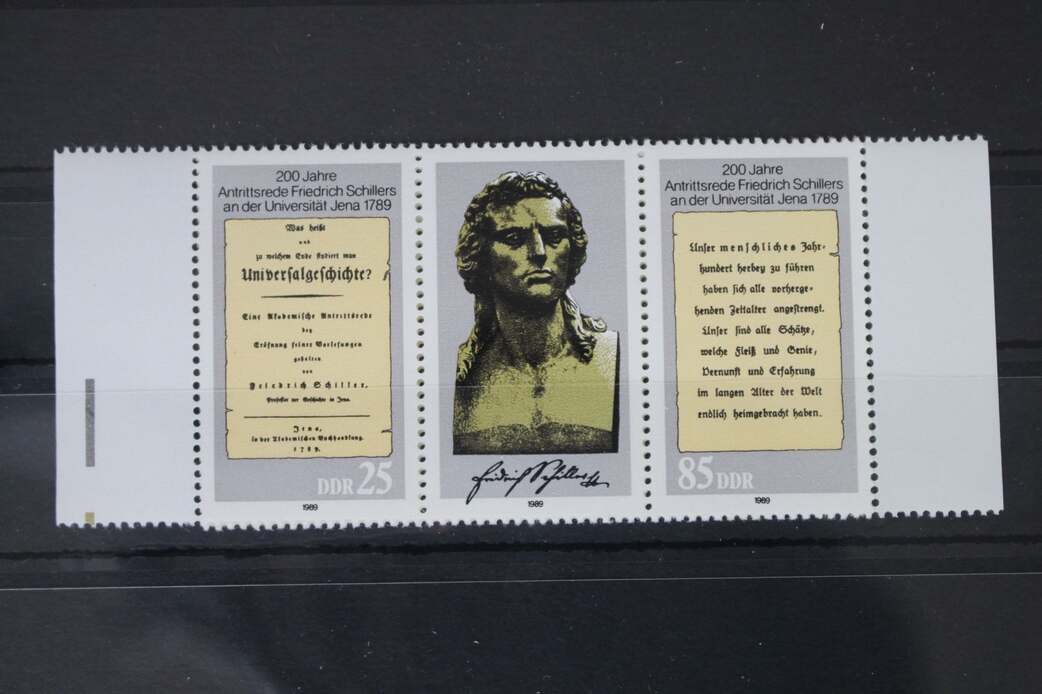 200 Jahre
Antrittsrede Friedrich Schillers
an der Universität Jena 1789
Was heißt
und
zu welchem Ende studiert man
Universalgeschichte?
Eine Akademische Antrittsrede
bey
Eröfnung seiner Vorlesungen
gehalten
von
Friedrich Schiller,
Professor der Geschichte in Jena.
Jena,
in der Akademischen Buchhandlung.
1789.
DDR 25
1989
Friedrich Schiller
1989
200 Jahre
Antrittsrede Friedrich Schillers
an der Universität Jena 1789
Unser menschliches Jahr-
hundert herbey zu führen
haben sich alle vorherge-
henden Zeitalter angestrengt.
Unser sind alle Schätze,
welche Fleiß und Genie,
Vernunft und Erfahrung
im langen Alter der Welt
endlich heimgebracht haben.
85 DDR
1989